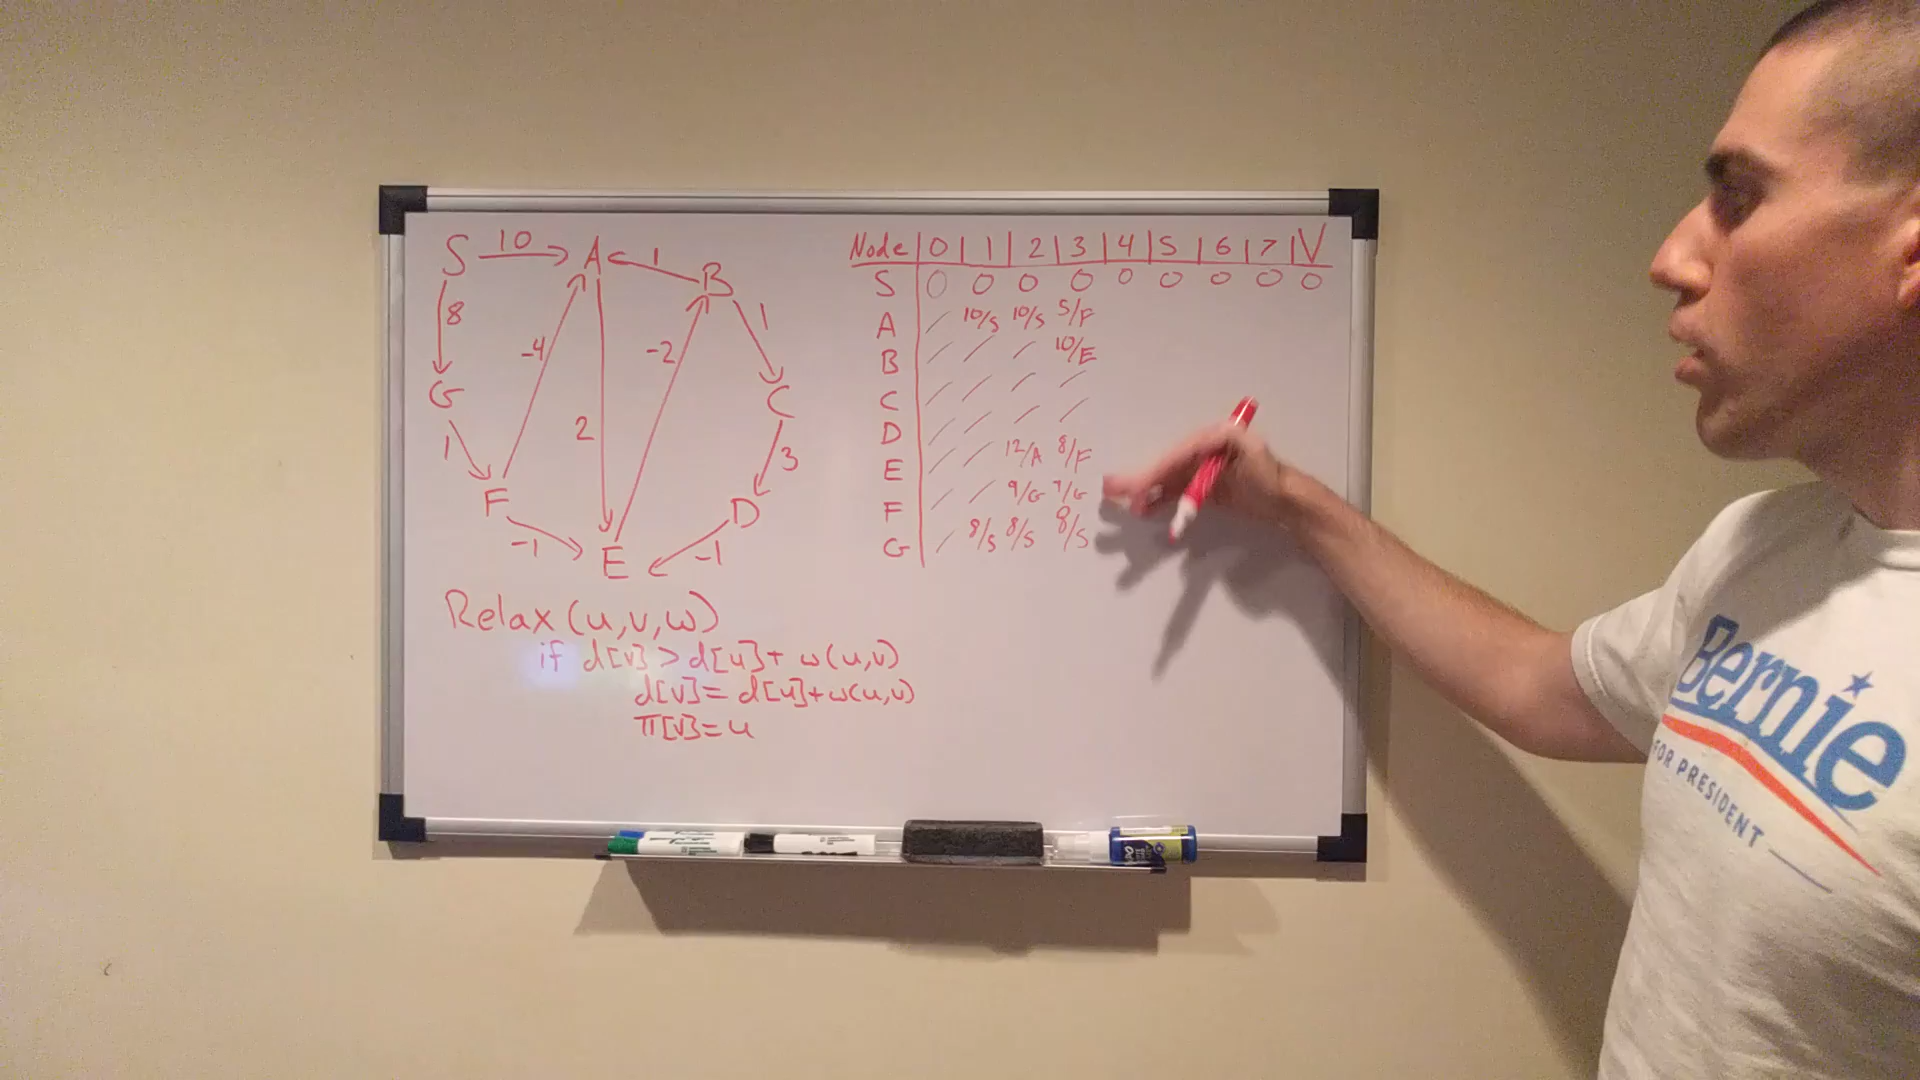 S 10 A 1 B
8 -4 2 -2 1
G C
1 3
F D
-1 E -1
Relax (u,v,w)
if d[v] > d[u] + w(u,v)
d[v] = d[u]+w(u,v)
π[v]=u
Node | 0 | 1 | 2 | 3 | 4 | 5 | 6 | 7 | V
S 0 0 0 0 0 0 0 0 0
A / 10/S 10/S 5/F
B / / / 10/E
C / / / /
D / / / /
E / / 12/A 8/F
F / / 9/G 9/G
G / 8/S 8/S 8/S
Bernie
FOR PRESIDENT
EXPO